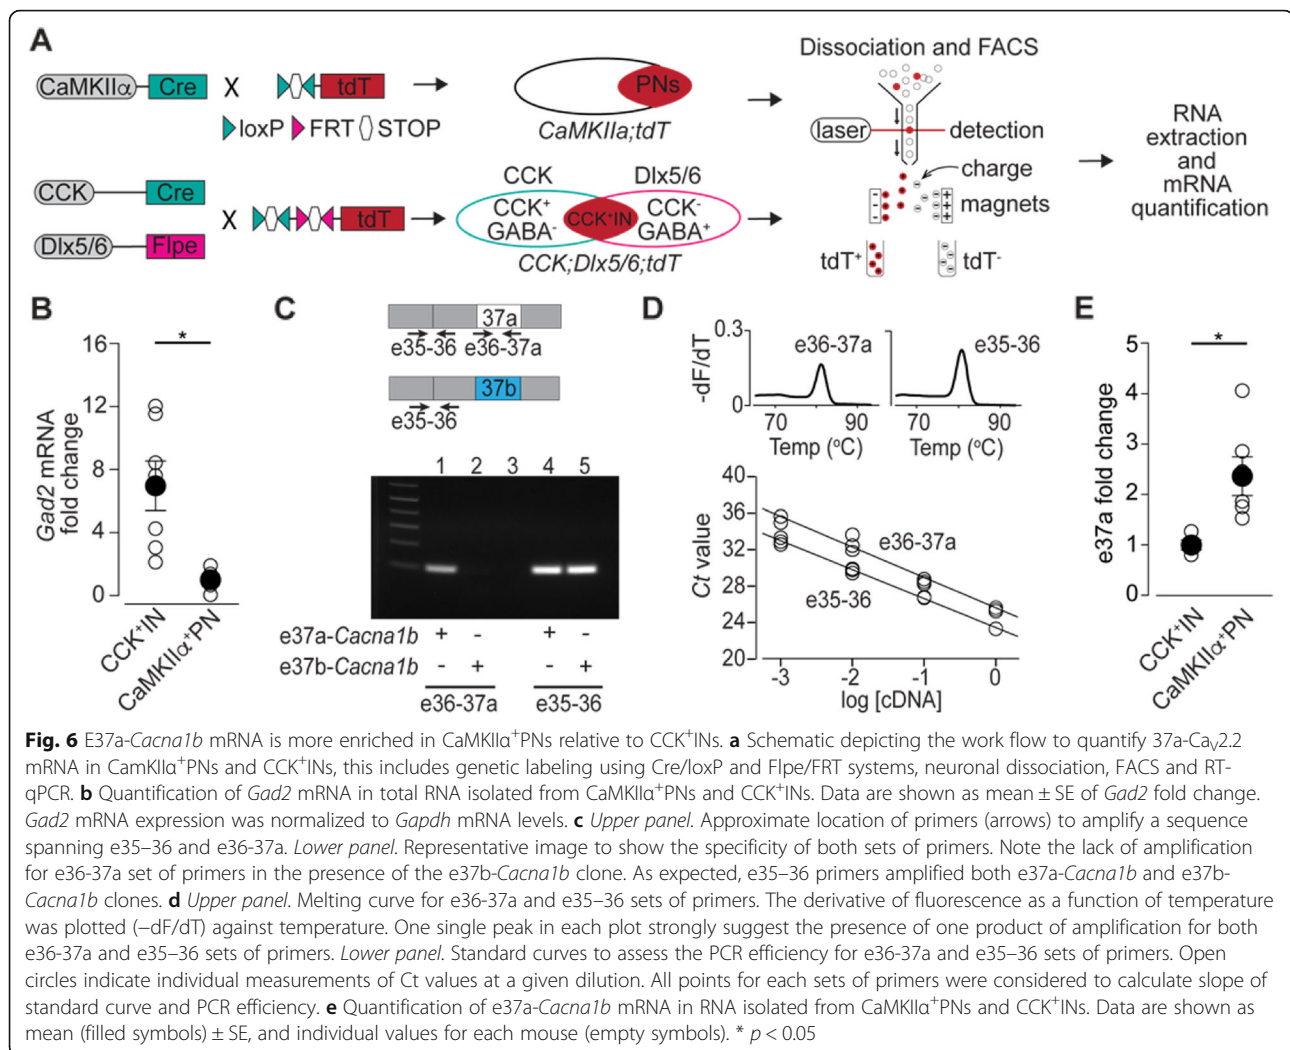 A
CaMKIIα Cre X tdT
loxP FRT STOP
PNs
CaMKIIa;tdT
CCK Cre
Dlx5/6 Flpe
X tdT
CCK Dlx5/6
CCK⁺ GABA⁻
CCK⁺IN
CCK⁻ GABA⁺
CCK;Dlx5/6;tdT
Dissociation and FACS
laser detection
charge
magnets
- - -
+ + +
tdT⁺ tdT⁻
RNA
extraction
and
mRNA
quantification
B
Gad2 mRNA
fold change
16
12
8
4
0
*
CCK⁺IN
CaMKIIα⁺PN
C
37a
e35-36 e36-37a
37b
e35-36
1 2 3 4 5
e37a-Cacna1b + - + -
e37b-Cacna1b - + - +
e36-37a e35-36
D
-dF/dT
0.3
0
e36-37a
e35-36
70 90
70 90
Temp (°C) Temp (°C)
Ct value
40
36
32
28
24
20
e36-37a
e35-36
-3 -2 -1 0
log [cDNA]
E
e37a fold change
5
4
3
2
1
0
*
CCK⁺IN
CaMKIIα⁺PN
Fig. 6 E37a-Cacna1b mRNA is more enriched in CaMKIIα⁺PNs relative to CCK⁺INs. a Schematic depicting the work flow to quantify 37a-CaV2.2
mRNA in CamKIIα⁺PNs and CCK⁺INs, this includes genetic labeling using Cre/loxP and Flpe/FRT systems, neuronal dissociation, FACS and RT-
qPCR. b Quantification of Gad2 mRNA in total RNA isolated from CaMKIIα⁺PNs and CCK⁺INs. Data are shown as mean ± SE of Gad2 fold change.
Gad2 mRNA expression was normalized to Gapdh mRNA levels. c Upper panel. Approximate location of primers (arrows) to amplify a sequence
spanning e35–36 and e36-37a. Lower panel. Representative image to show the specificity of both sets of primers. Note the lack of amplification
for e36-37a set of primers in the presence of the e37b-Cacna1b clone. As expected, e35–36 primers amplified both e37a-Cacna1b and e37b-
Cacna1b clones. d Upper panel. Melting curve for e36-37a and e35–36 sets of primers. The derivative of fluorescence as a function of temperature
was plotted (−dF/dT) against temperature. One single peak in each plot strongly suggest the presence of one product of amplification for both
e36-37a and e35–36 sets of primers. Lower panel. Standard curves to assess the PCR efficiency for e36-37a and e35–36 sets of primers. Open
circles indicate individual measurements of Ct values at a given dilution. All points for each sets of primers were considered to calculate slope of
standard curve and PCR efficiency. e Quantification of e37a-Cacna1b mRNA in RNA isolated from CaMKIIα⁺PNs and CCK⁺INs. Data are shown as
mean (filled symbols) ± SE, and individual values for each mouse (empty symbols). * p < 0.05